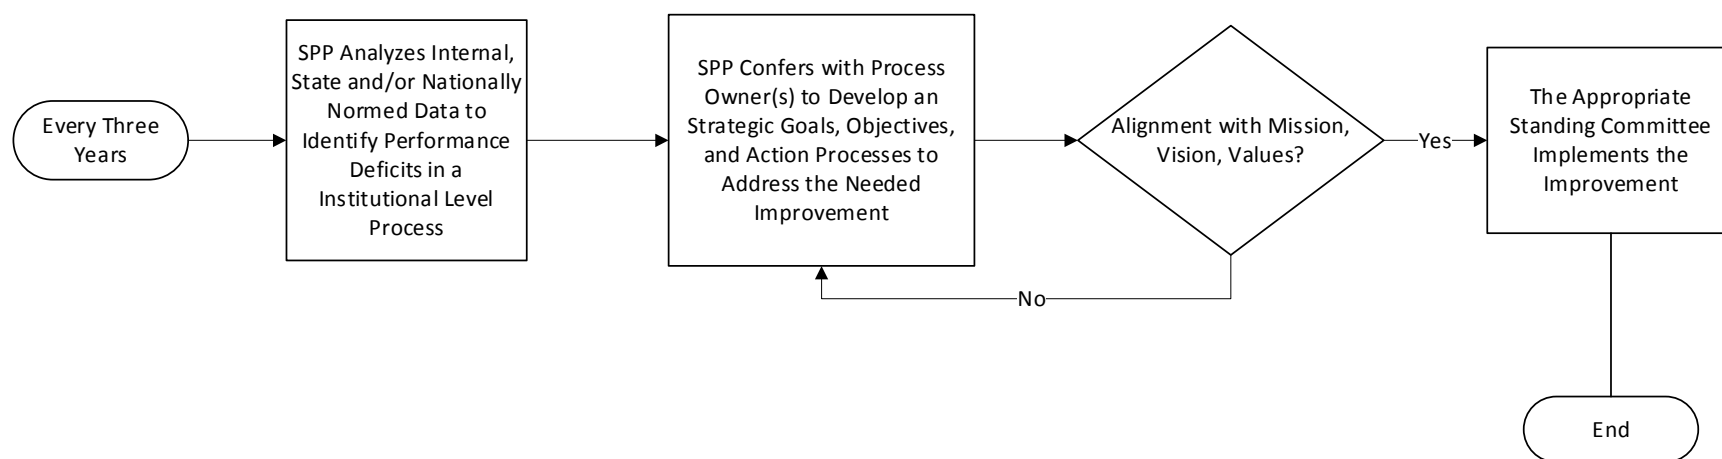 Every Three
Years
SPP Analyzes Internal,
State and/or Nationally
Normed Data to
Identify Performance
Deficits in a
Institutional Level
Process
SPP Confers with Process
Owner(s) to Develop an
Strategic Goals, Objectives,
and Action Processes to
Address the Needed
Improvement
Alignment with Mission,
Vision, Values?
Yes
No
The Appropriate
Standing Committee
Implements the
Improvement
End